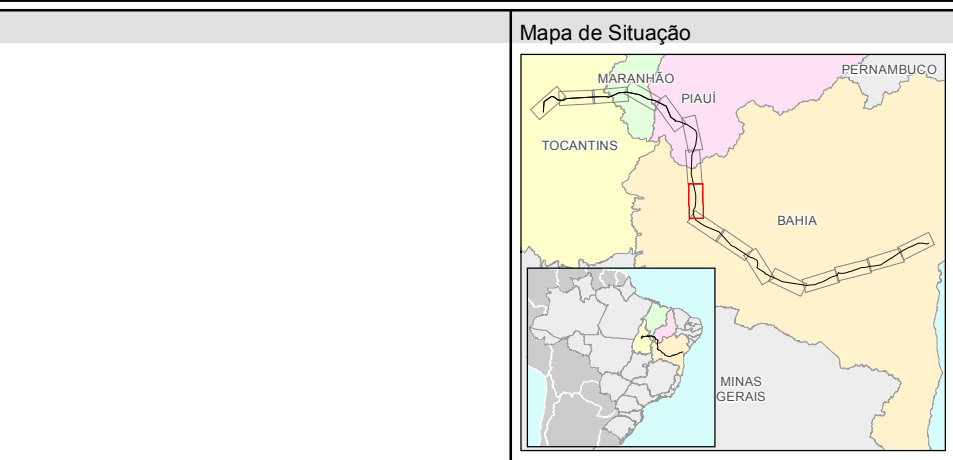 Mapa de Situação
PERNAMBUCO
MARANHÃO
PIAUÍ
TOCANTINS
BAHIA
MINAS
GERAIS